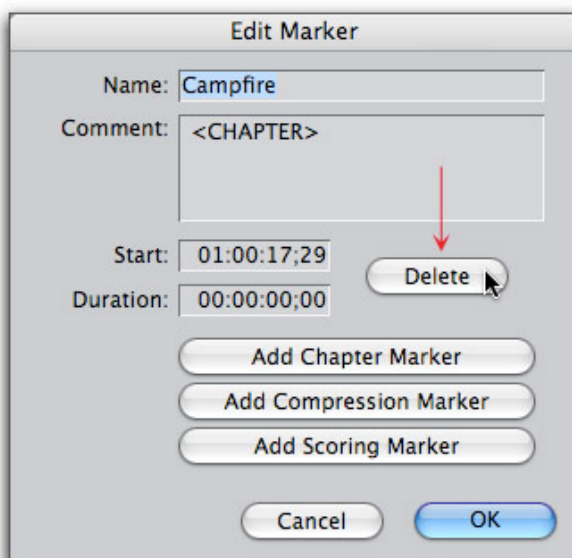 Edit Marker
Name: Campfire
Comment: <CHAPTER>
Start: 01:00:17;29
Delete
Duration: 00:00:00;00
Add Chapter Marker
Add Compression Marker
Add Scoring Marker
Cancel
OK